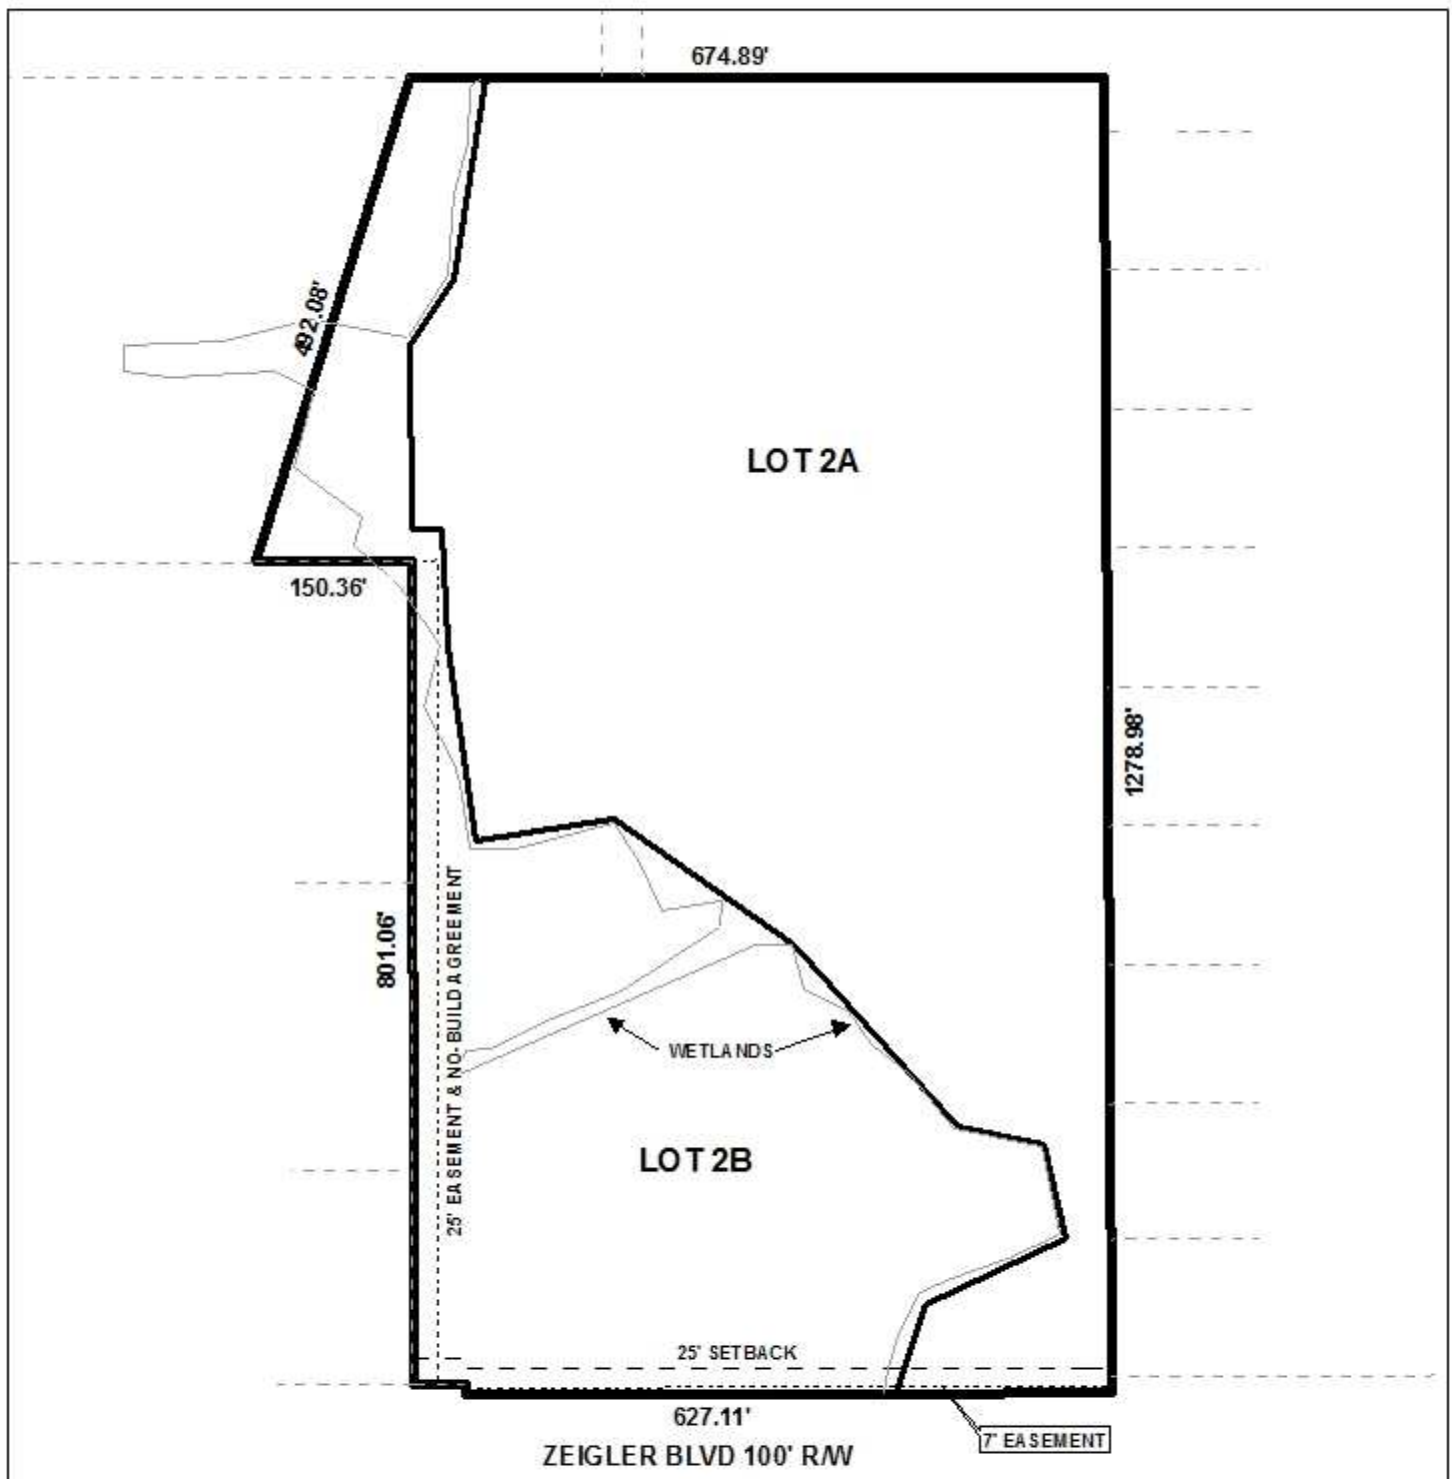 674.89'
492.08'
LOT 2A
150.36'
1278.98'
801.06'
25' EASEMENT & NO-BUILD AGREEMENT
WETLANDS
LOT 2B
25' SETBACK
627.11'
7' EASEMENT
ZEIGLER BLVD 100' R/W